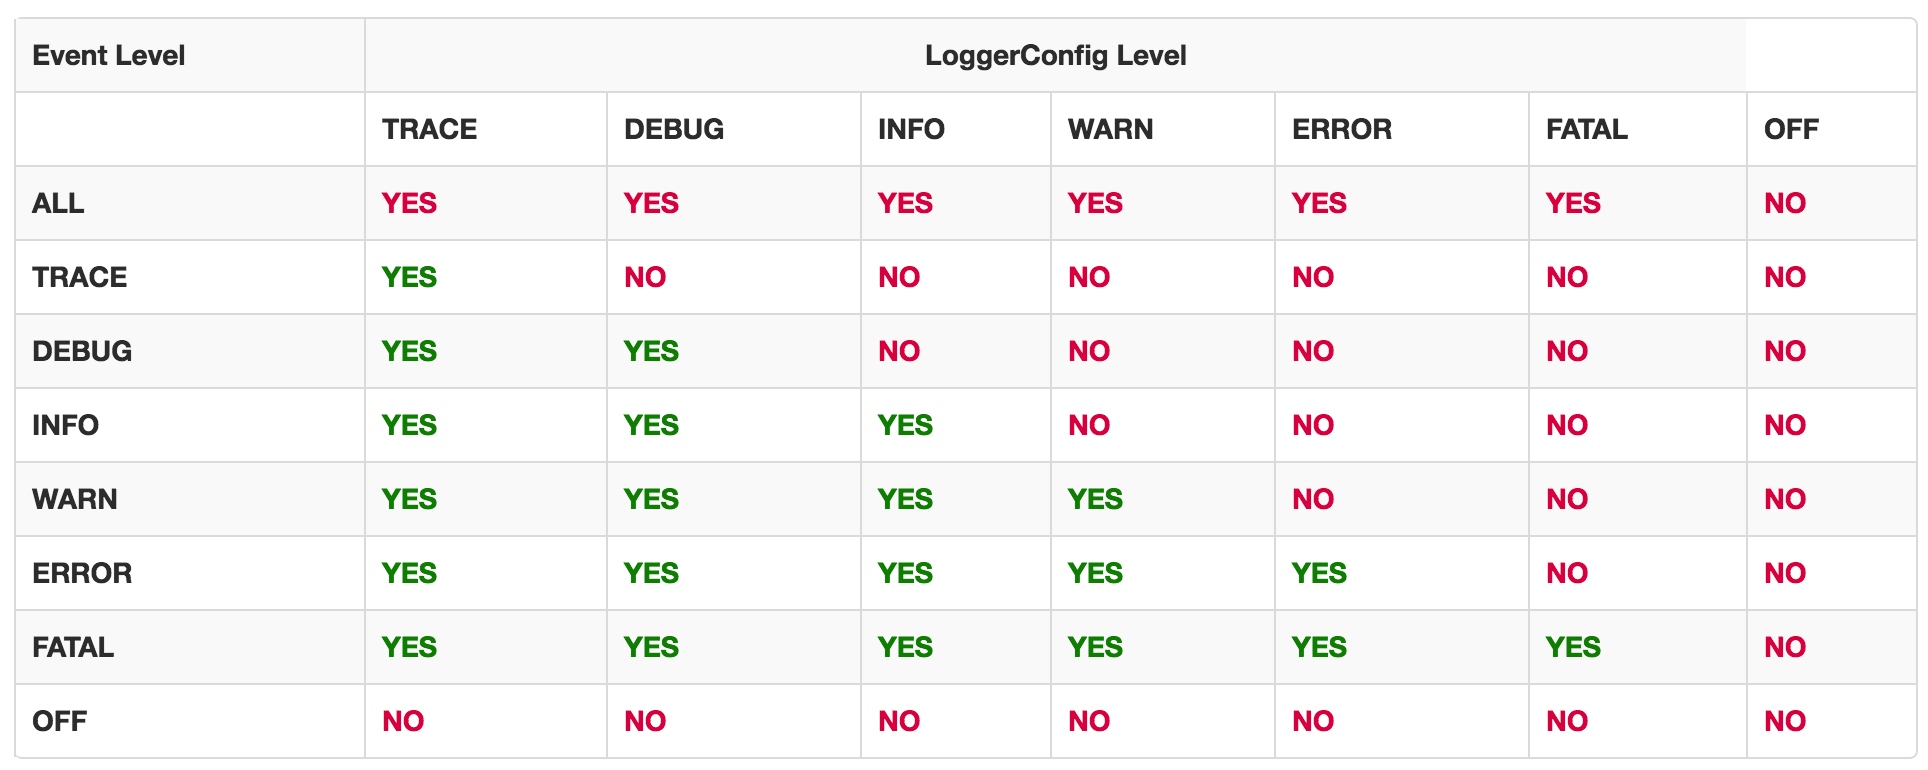 Event Level LoggerConfig Level
TRACE DEBUG INFO WARN ERROR FATAL OFF
ALL YES YES YES YES YES YES NO
TRACE YES NO NO NO NO NO NO
DEBUG YES YES NO NO NO NO NO
INFO YES YES YES NO NO NO NO
WARN YES YES YES YES NO NO NO
ERROR YES YES YES YES YES NO NO
FATAL YES YES YES YES YES YES NO
OFF NO NO NO NO NO NO NO